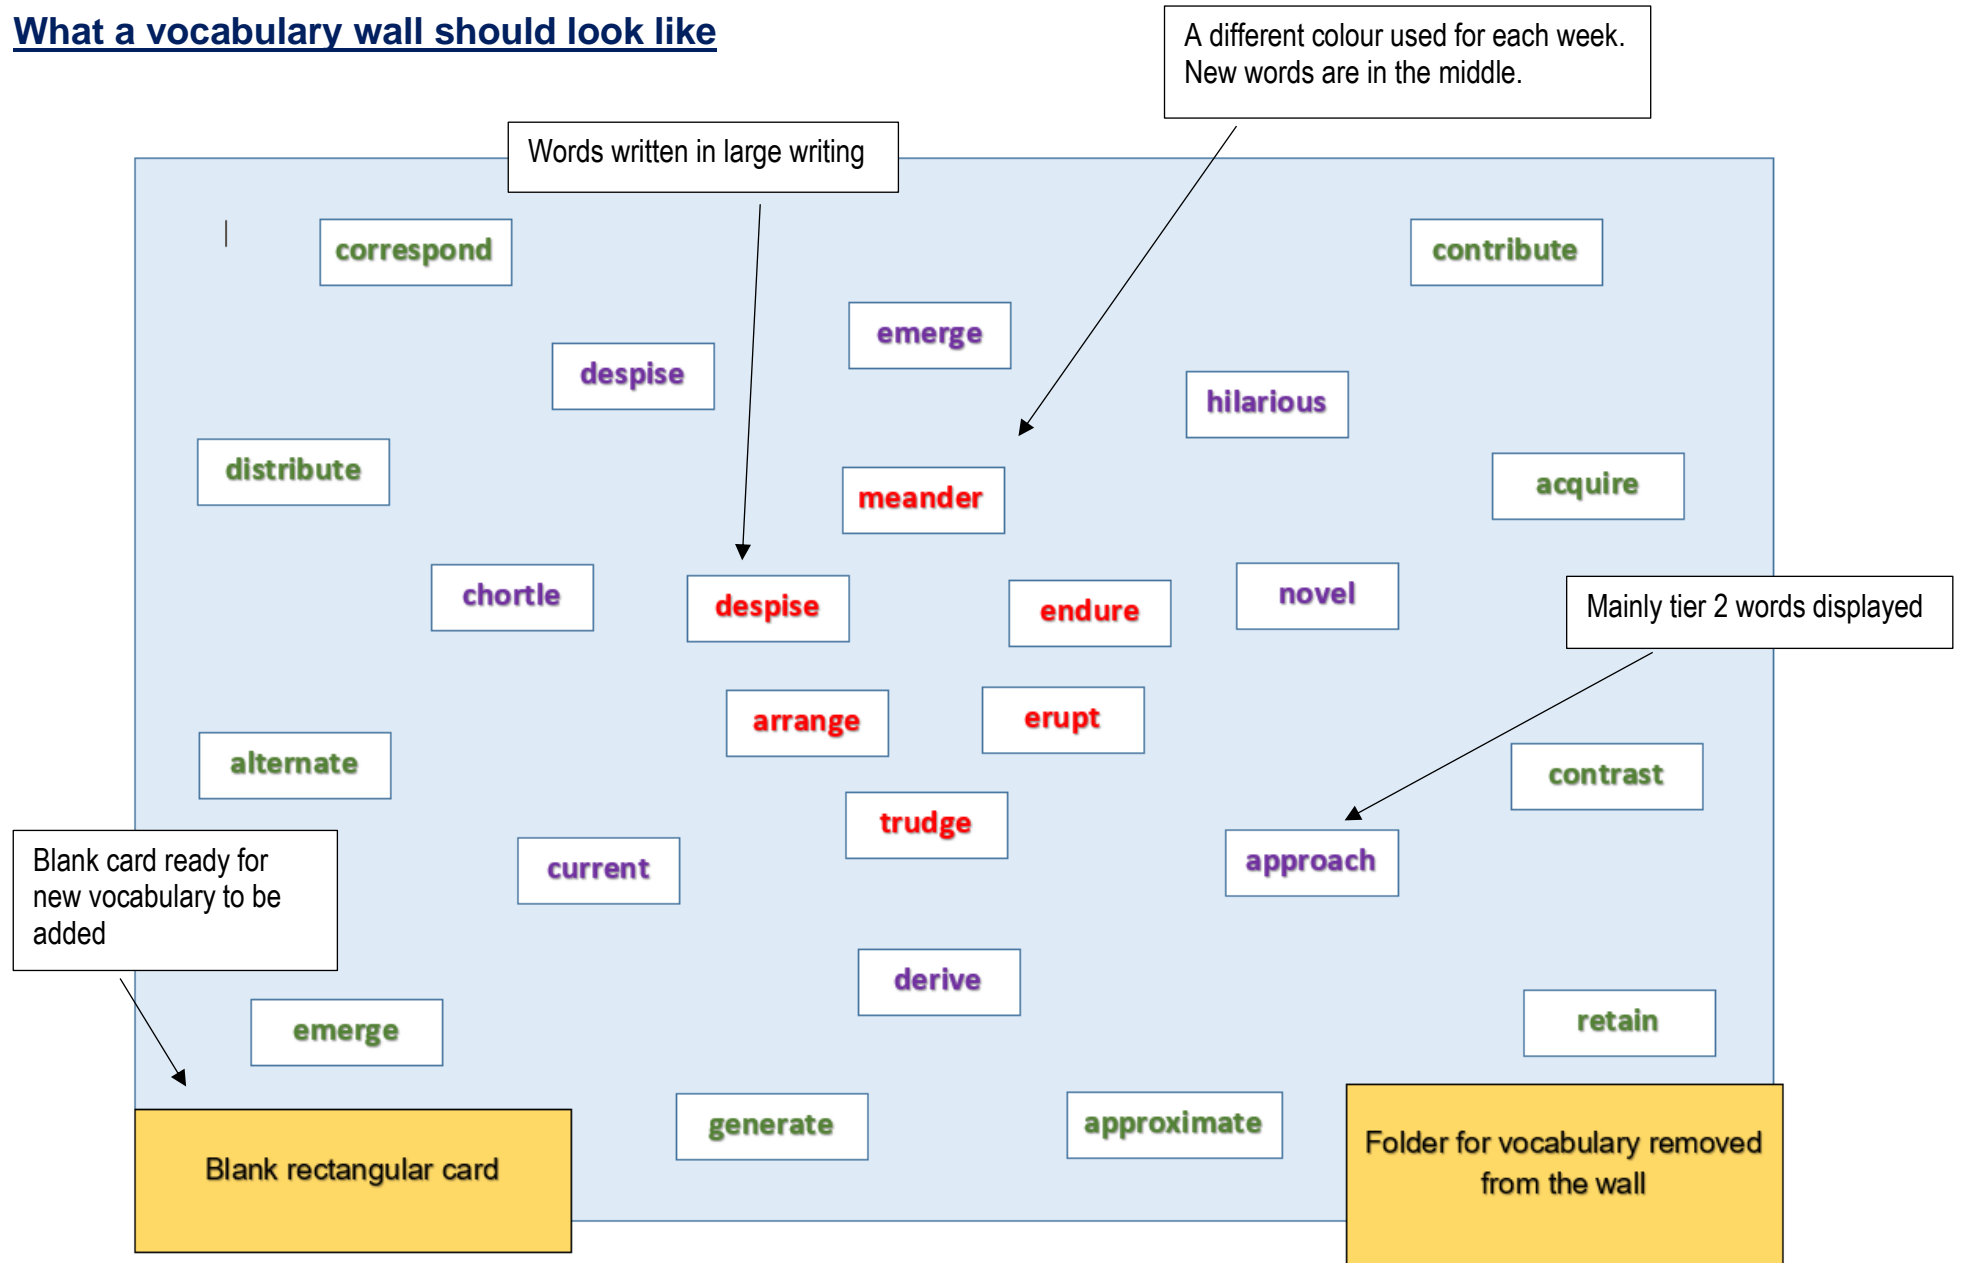 What a vocabulary wall should look like
A different colour used for each week.
New words are in the middle.
Words written in large writing
correspond
contribute
emerge
despise
hilarious
distribute
meander
acquire
chortle
despise
endure
novel
Mainly tier 2 words displayed
arrange
erupt
alternate
contrast
trudge
current
approach
Blank card ready for
new vocabulary to be
added
derive
emerge
retain
generate
approximate
Blank rectangular card
Folder for vocabulary removed
from the wall